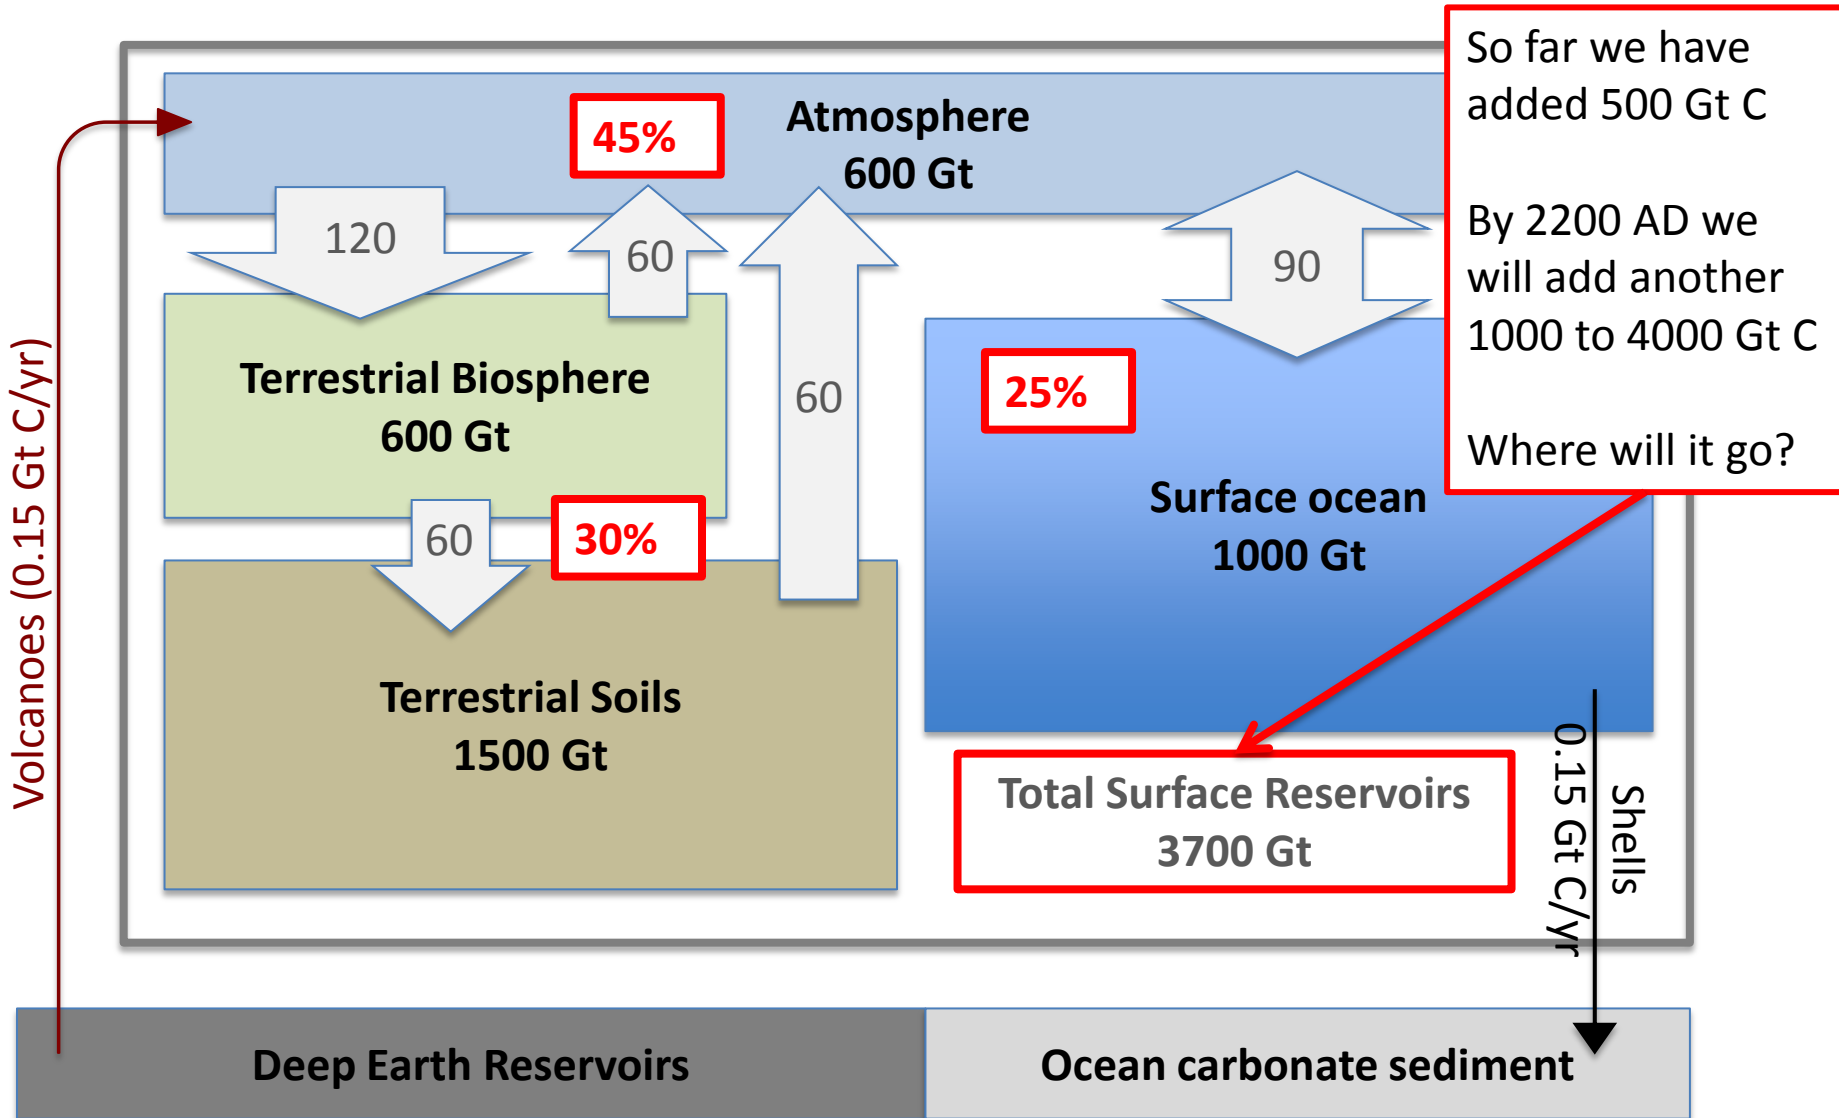 So far we have
added 500 Gt C
By 2200 AD we
will add another
1000 to 4000 Gt C
Where will it go?
Atmosphere
600 Gt
45%
120
60
60
90
Terrestrial Biosphere
600 Gt
25%
Surface ocean
1000 Gt
60
30%
Terrestrial Soils
1500 Gt
Total Surface Reservoirs
3700 Gt
Volcanoes (0.15 Gt C/yr)
Shells
0.15 Gt C/yr
Deep Earth Reservoirs
Ocean carbonate sediment